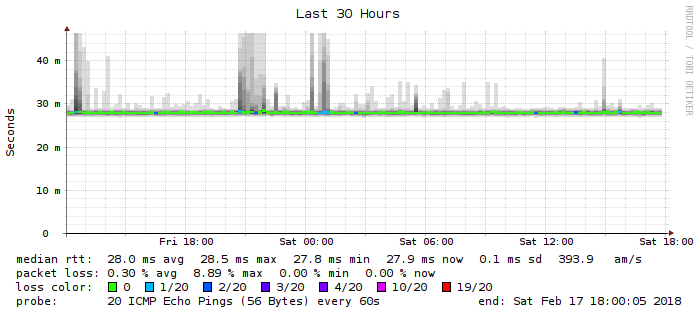 Last 30 Hours
RRDTOOL / TOBI OETIKER
Seconds
40 m
30 m
20 m
10 m
0
Fri 18:00 Sat 00:00 Sat 06:00 Sat 12:00 Sat 18:00
median rtt: 28.0 ms avg 28.5 ms max 27.8 ms min 27.9 ms now 0.1 ms sd 393.9 am/s
packet loss: 0.30 % avg 8.89 % max 0.00 % min 0.00 % now
loss color: 0 1/20 2/20 3/20 4/20 10/20 19/20
probe: 20 ICMP Echo Pings (56 Bytes) every 60s end: Sat Feb 17 18:00:05 2018